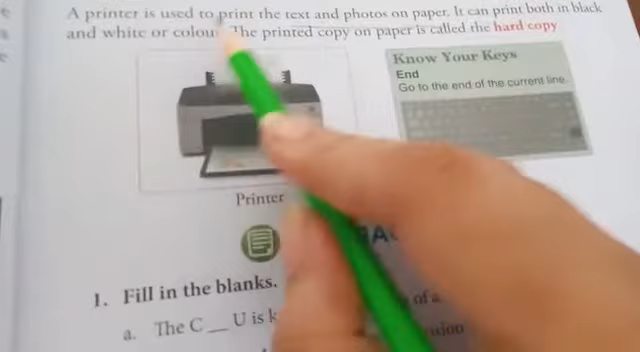 A printer is used to print the text and photos on paper. It can print both in black
and white or colour. The printed copy on paper is called the hard copy
Know Your Keys
End
Go to the end of the current line.
Printer
1. Fill in the blanks.
a. The C __ U is
of a